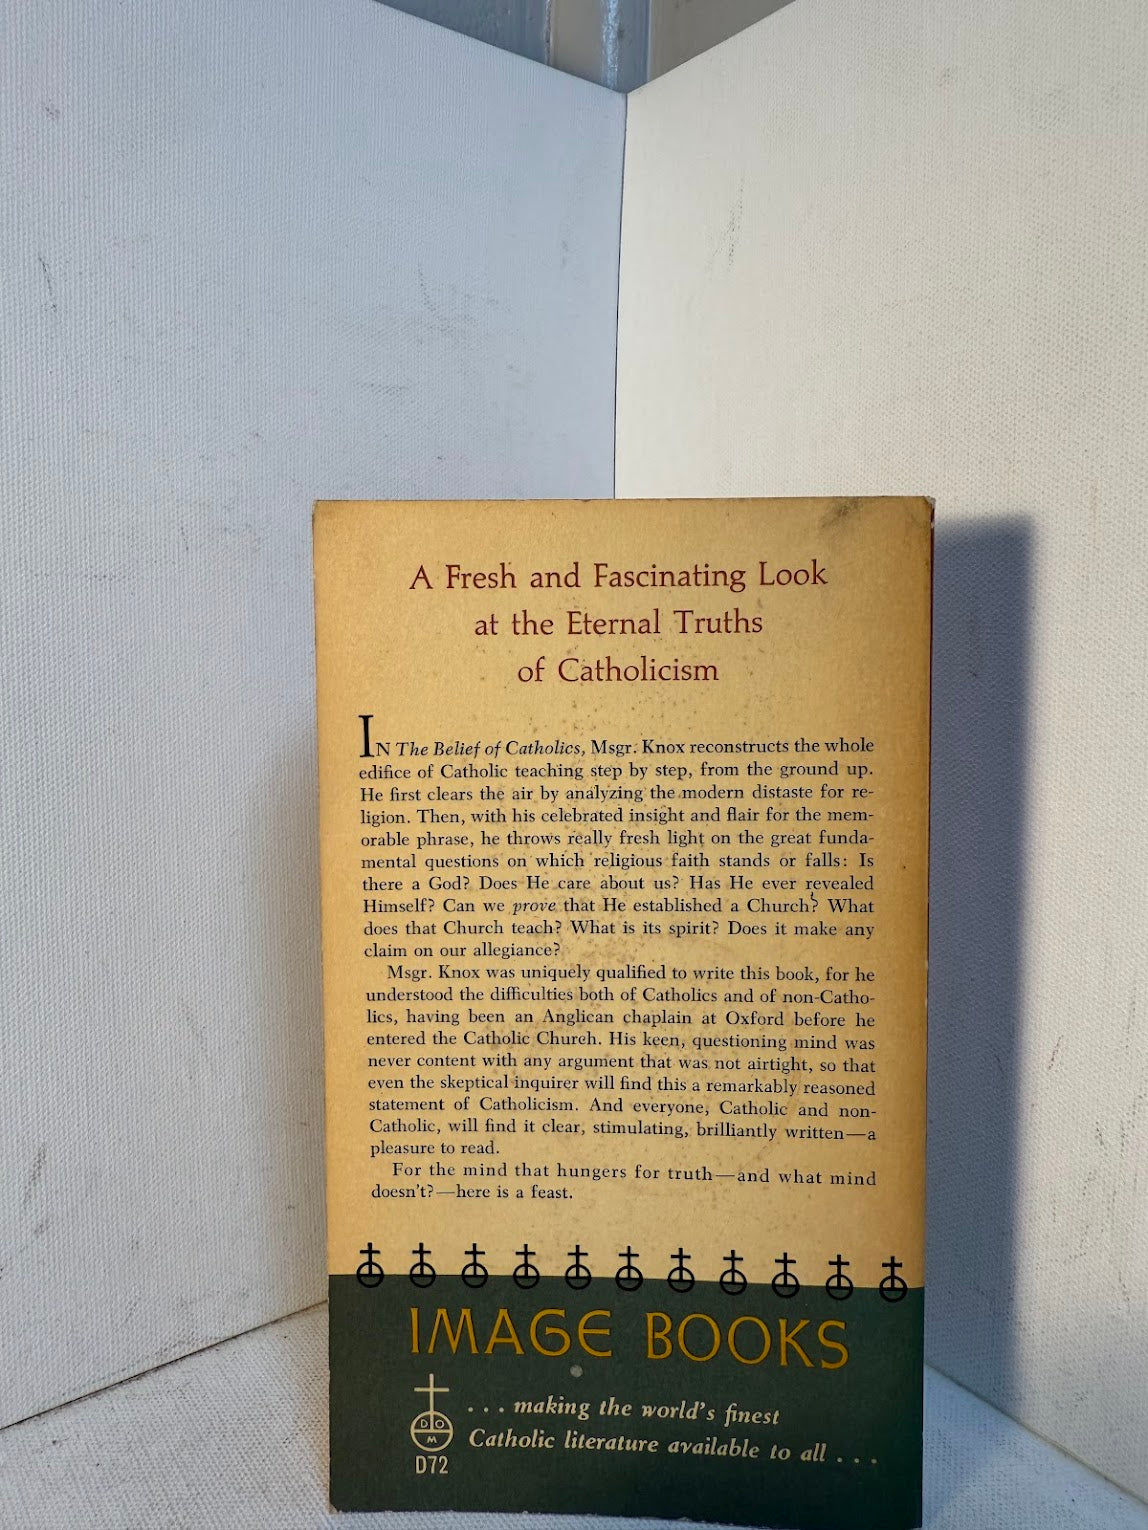 A Fresh and Fascinating Look
at the Eternal Truths
of Catholicism
IN The Belief of Catholics, Msgr. Knox reconstructs the whole
edifice of Catholic teaching step by step, from the ground up.
He first clears the air by analyzing the modern distaste for re-
ligion. Then, with his celebrated insight and flair for the mem-
orable phrase, he throws really fresh light on the great funda-
mental questions on which religious faith stands or falls: Is
there a God? Does He care about us? Has He ever revealed
Himself? Can we prove that He established a Church? What
does that Church teach? What is its spirit? Does it make any
claim on our allegiance?
Msgr. Knox was uniquely qualified to write this book, for he
understood the difficulties both of Catholics and of non-Catho-
lics, having been an Anglican chaplain at Oxford before he
entered the Catholic Church. His keen, questioning mind was
never content with any argument that was not airtight, so that
even the skeptical inquirer will find this a remarkably reasoned
statement of Catholicism. And everyone, Catholic and non-
Catholic, will find it clear, stimulating, brilliantly written—a
pleasure to read.
For the mind that hungers for truth—and what mind
doesn't?—here is a feast.
IMAGE BOOKS
. . . making the world's finest
Catholic literature available to all . . .
D O
M
D72